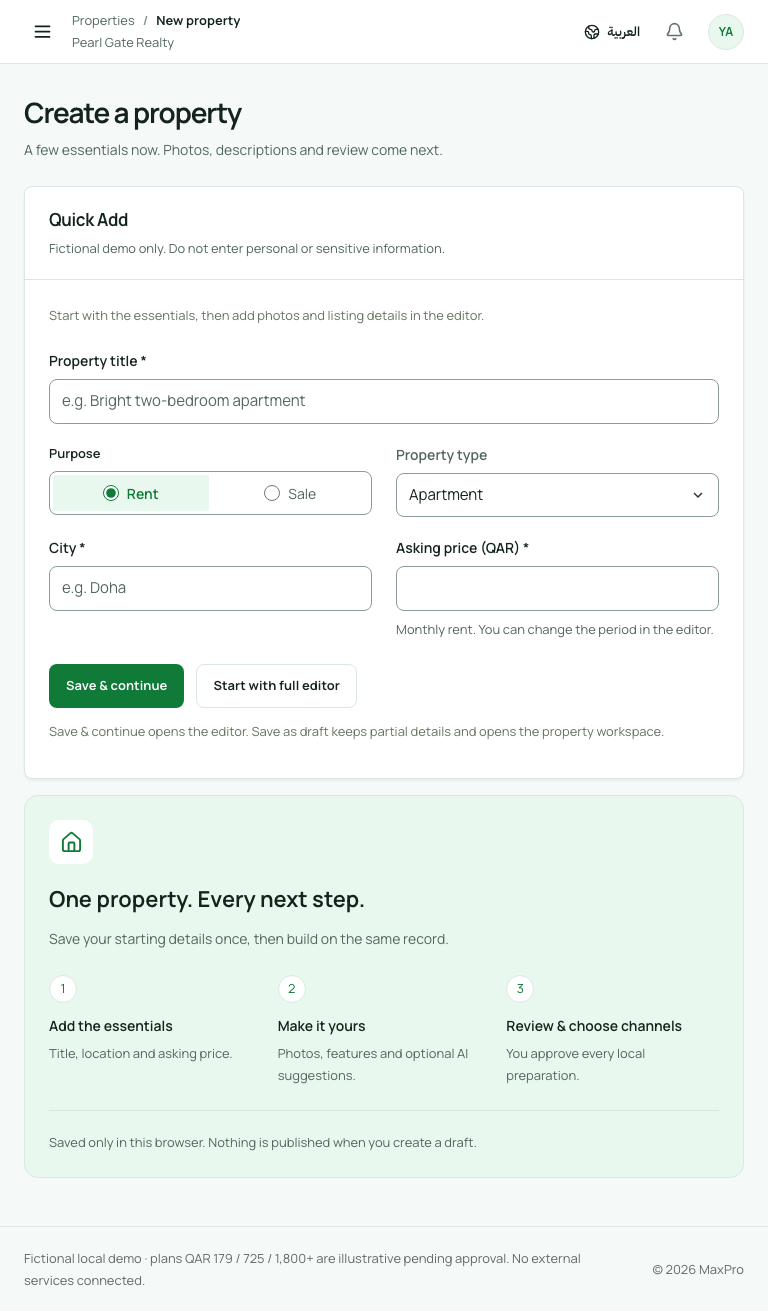 Properties / New property
Pearl Gate Realty
العربية
YA
Create a property
A few essentials now. Photos, descriptions and review come next.
Quick Add
Fictional demo only. Do not enter personal or sensitive information.
Start with the essentials, then add photos and listing details in the editor.
Property title *
e.g. Bright two-bedroom apartment
Purpose
Rent
Sale
Property type
Apartment
City *
e.g. Doha
Asking price (QAR) *
Monthly rent. You can change the period in the editor.
Save & continue
Start with full editor
Save & continue opens the editor. Save as draft keeps partial details and opens the property workspace.
One property. Every next step.
Save your starting details once, then build on the same record.
1
Add the essentials
Title, location and asking price.
2
Make it yours
Photos, features and optional AI
suggestions.
3
Review & choose channels
You approve every local
preparation.
Saved only in this browser. Nothing is published when you create a draft.
Fictional local demo · plans QAR 179 / 725 / 1,800+ are illustrative pending approval. No external
services connected.
© 2026 MaxPro